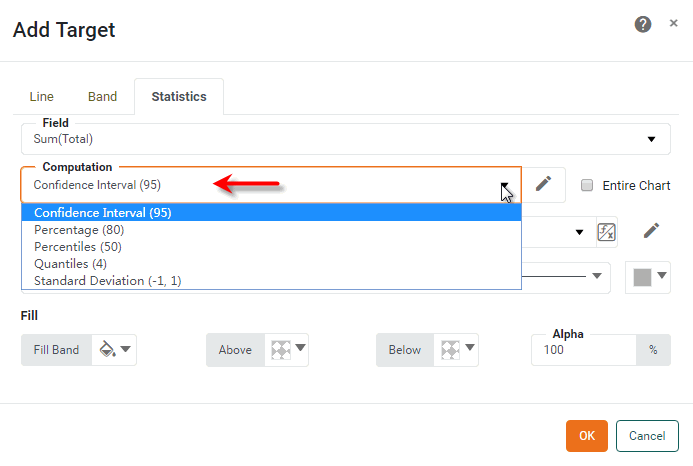 Add Target
?
×
Line Band Statistics
Field
Sum(Total)
Computation
Confidence Interval (95)
Entire Chart
Confidence Interval (95)
Percentage (80)
Percentiles (50)
Quantiles (4)
Standard Deviation (-1, 1)
Fill
Fill Band
Above
Below
Alpha
100
%
OK
Cancel